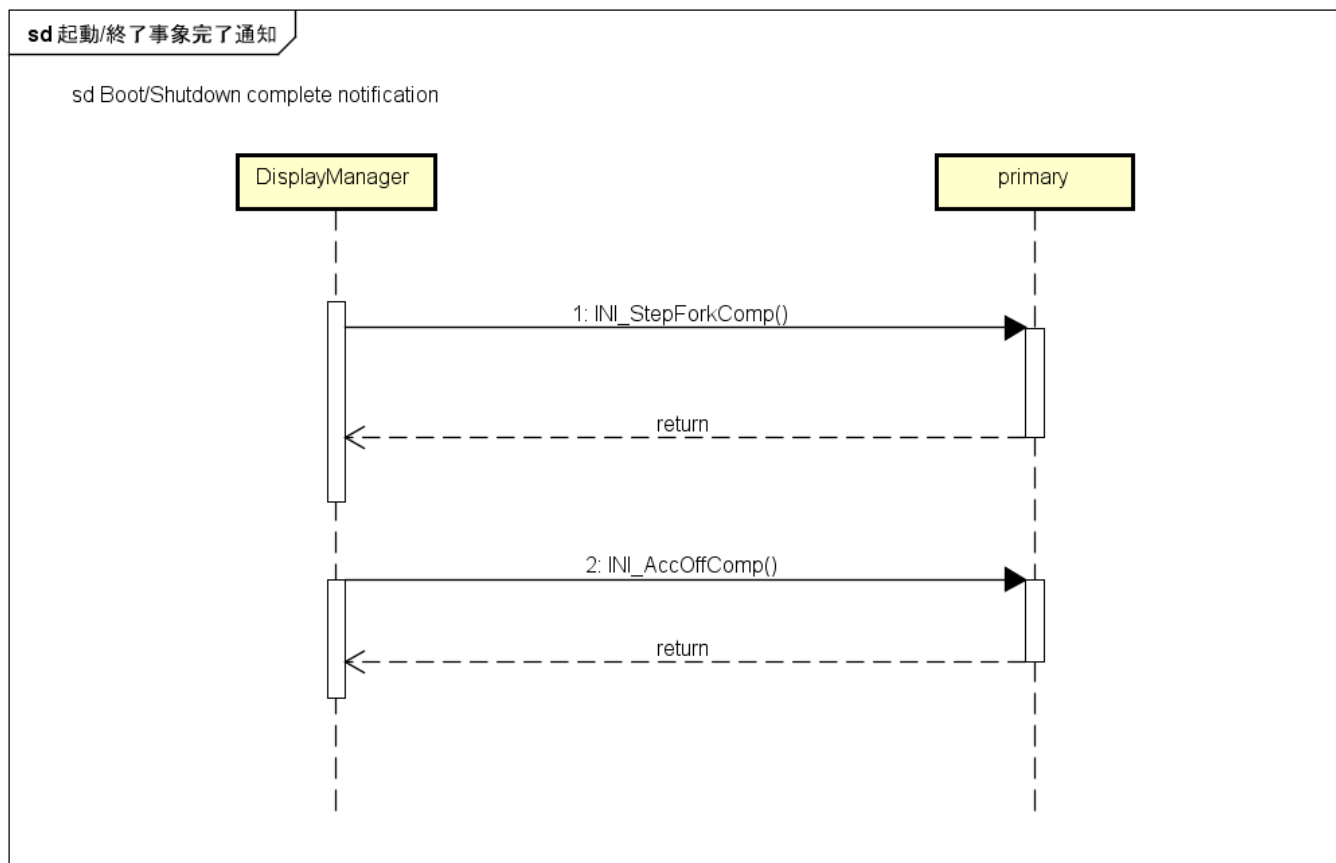 sd 起動/終了事象完了通知
sd Boot/Shutdown complete notification
DisplayManager
primary
1: INI_StepForkComp()
return
2: INI_AccOffComp()
return